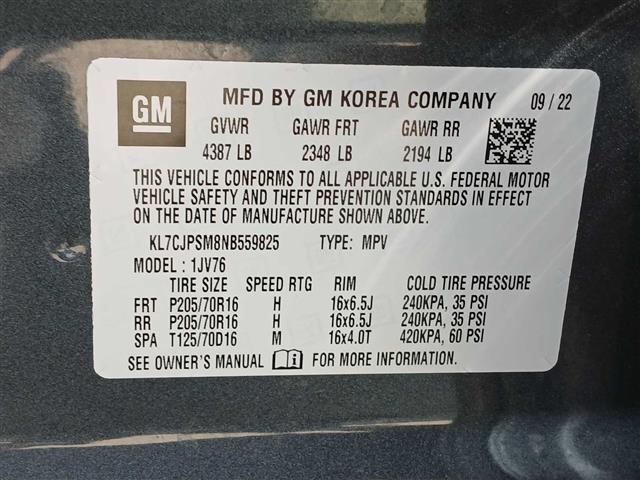 GM MFD BY GM KOREA COMPANY 09 / 22
GVWR GAWR FRT GAWR RR
4387 LB 2348 LB 2194 LB
THIS VEHICLE CONFORMS TO ALL APPLICABLE U.S. FEDERAL MOTOR
VEHICLE SAFETY AND THEFT PREVENTION STANDARDS IN EFFECT
ON THE DATE OF MANUFACTURE SHOWN ABOVE.
KL7CJPSM8NB559825 TYPE: MPV
MODEL : 1JV76
TIRE SIZE SPEED RTG RIM COLD TIRE PRESSURE
FRT P205/70R16 H 16x6.5J 240KPA, 35 PSI
RR P205/70R16 H 16x6.5J 240KPA, 35 PSI
SPA T125/70D16 M 16x4.0T 420KPA, 60 PSI
SEE OWNER'S MANUAL FOR MORE INFORMATION.